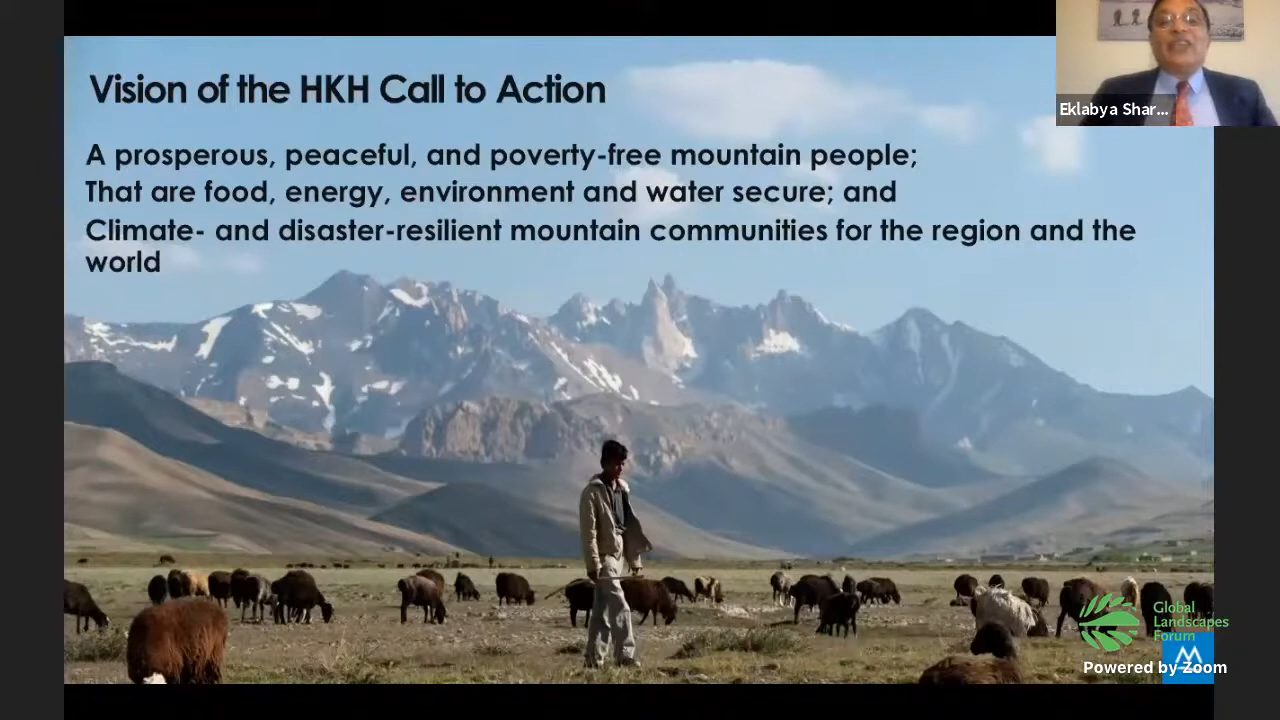 Vision of the HKH Call to Action
Eklabya Shar...
A prosperous, peaceful, and poverty-free mountain people;
That are food, energy, environment and water secure; and
Climate- and disaster-resilient mountain communities for the region and the
world
Global
Landscapes
Forum
Powered by Zoom